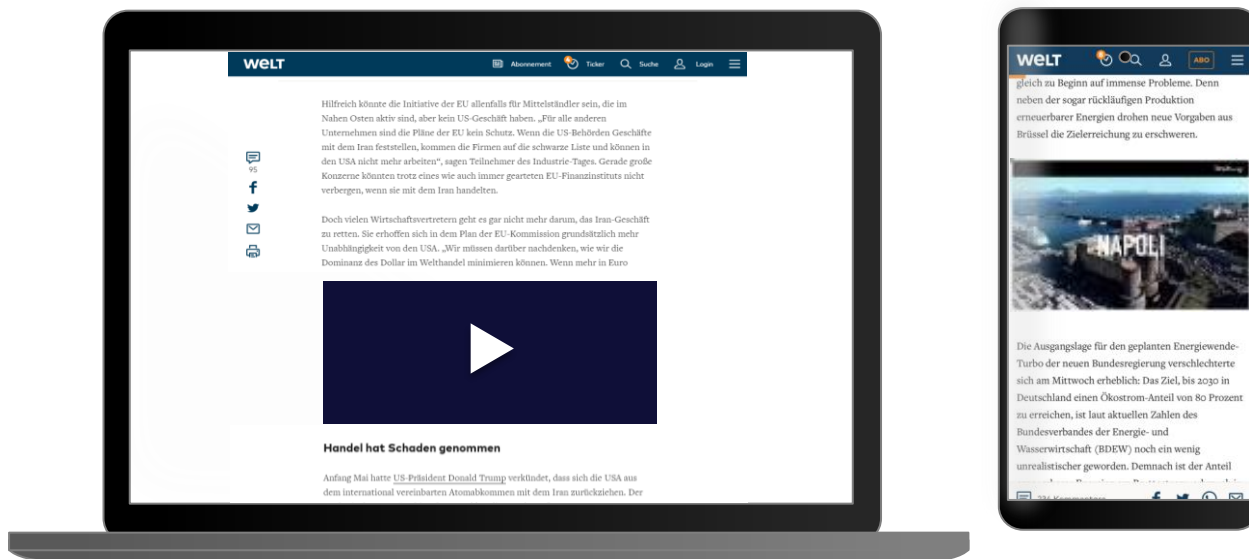 WELT
Abonnement Ticker Suche Login
Hilfreich könnte die Initiative der EU allenfalls für Mittelständler sein, die im
Nahen Osten aktiv sind, aber kein US-Geschäft haben. „Für alle anderen
Unternehmen sind die Pläne der EU kein Schutz. Wenn die US-Behörden Geschäfte
mit dem Iran feststellen, kommen die Firmen auf die schwarze Liste und können in
den USA nicht mehr arbeiten“, sagen Teilnehmer des Industrie-Tages. Gerade große
Konzerne könnten trotz eines wie auch immer gearteten EU-Finanzinstituts nicht
verbergen, wenn sie mit dem Iran handelten.
95
Doch vielen Wirtschaftsvertretern geht es gar nicht mehr darum, das Iran-Geschäft
zu retten. Sie erhoffen sich in dem Plan der EU-Kommission grundsätzlich mehr
Unabhängigkeit von den USA. „Wir müssen darüber nachdenken, wie wir die
Dominanz des Dollar im Welthandel minimieren können. Wenn mehr in Euro
Handel hat Schaden genommen
Anfang Mai hatte US-Präsident Donald Trump verkündet, dass sich die USA aus
dem international vereinbarten Atomabkommen mit dem Iran zurückziehen. Der
WELT
ABO
gleich zu Beginn auf immense Probleme. Denn
neben der sogar rückläufigen Produktion
erneuerbarer Energien drohen neue Vorgaben aus
Brüssel die Zielerreichung zu erschweren.
NAPOLI
Die Ausgangslage für den geplanten Energiewende-
Turbo der neuen Bundesregierung verschlechterte
sich am Mittwoch erheblich: Das Ziel, bis 2030 in
Deutschland einen Ökostrom-Anteil von 80 Prozent
zu erreichen, ist laut aktuellen Zahlen des
Bundesverbandes der Energie- und
Wasserwirtschaft (BDEW) noch ein wenig
unrealistischer geworden. Demnach ist der Anteil